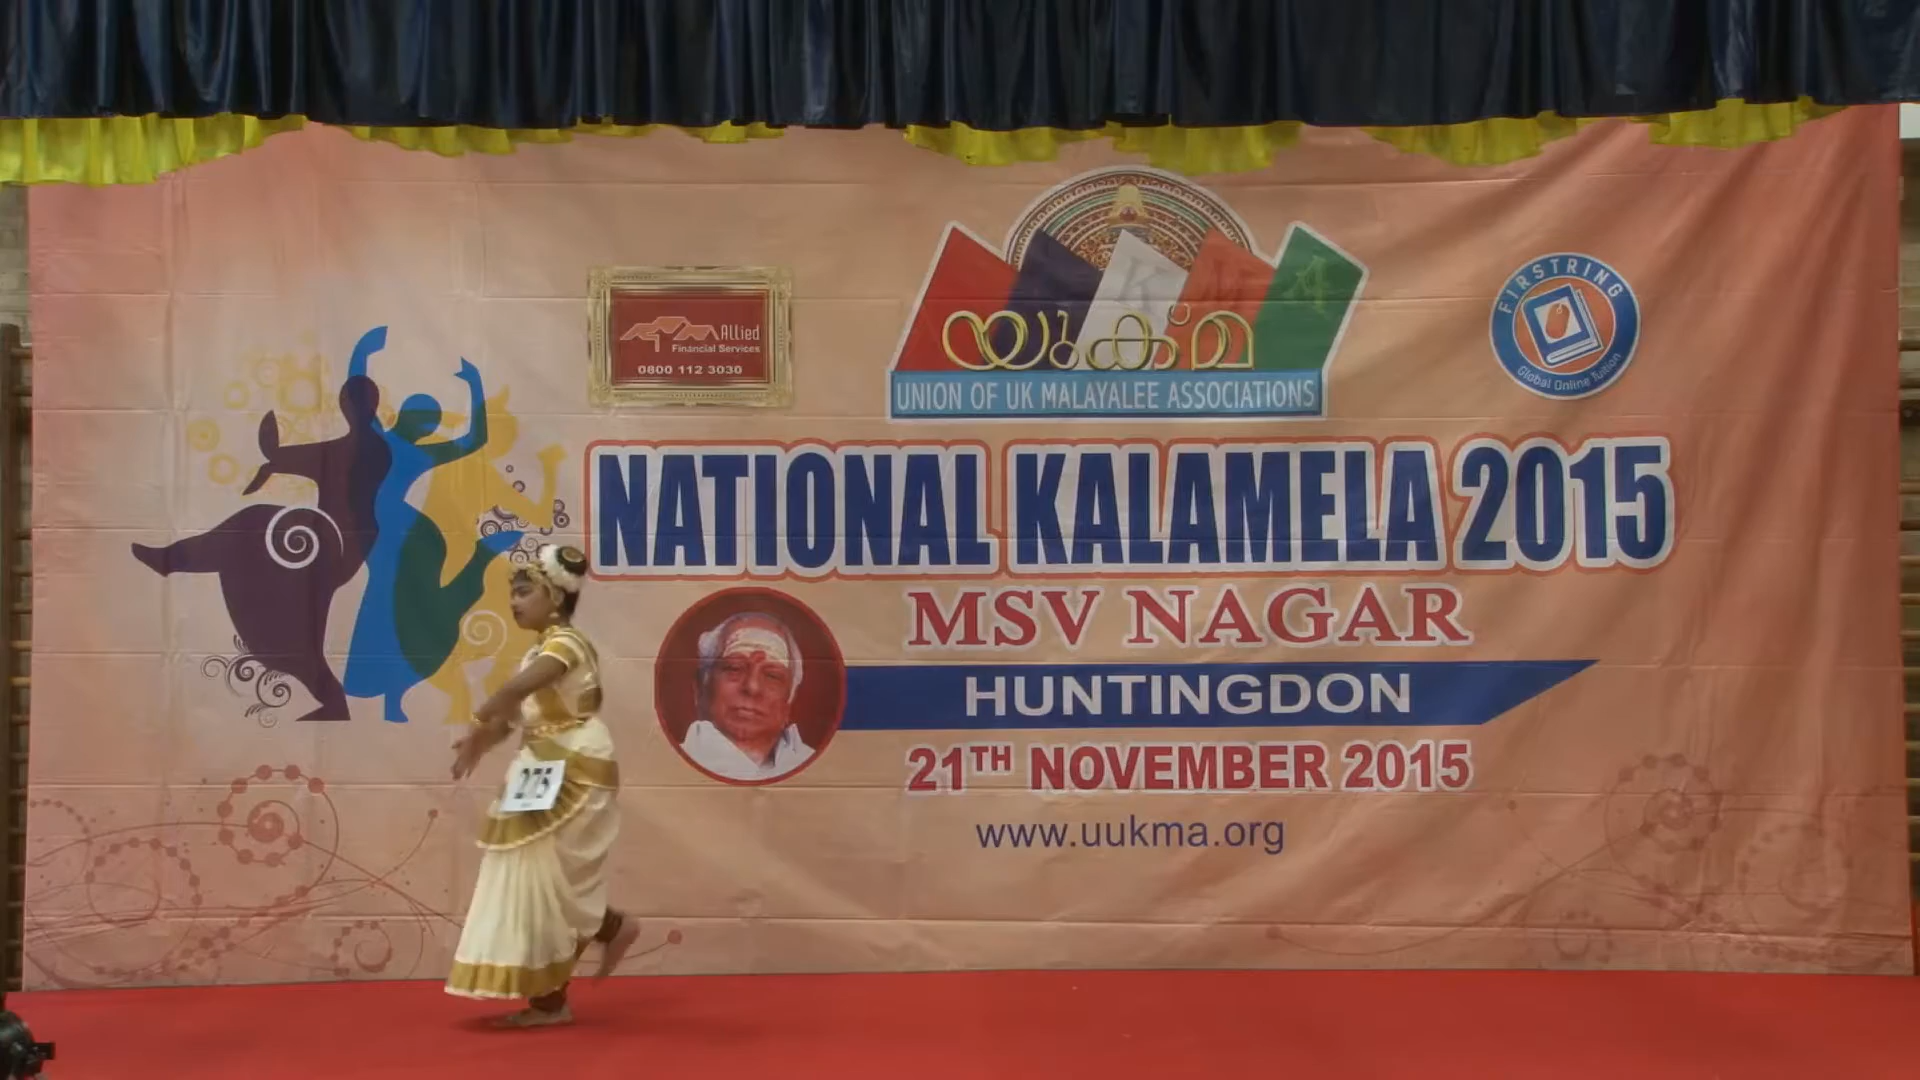 Allied
Financial Services
0800 112 3030
U K M A
യുക്മ
UNION OF UK MALAYALEE ASSOCIATIONS
FIRSTRING
Global Online Tuition
NATIONAL KALAMELA 2015
MSV NAGAR
HUNTINGDON
21TH NOVEMBER 2015
www.uukma.org
275